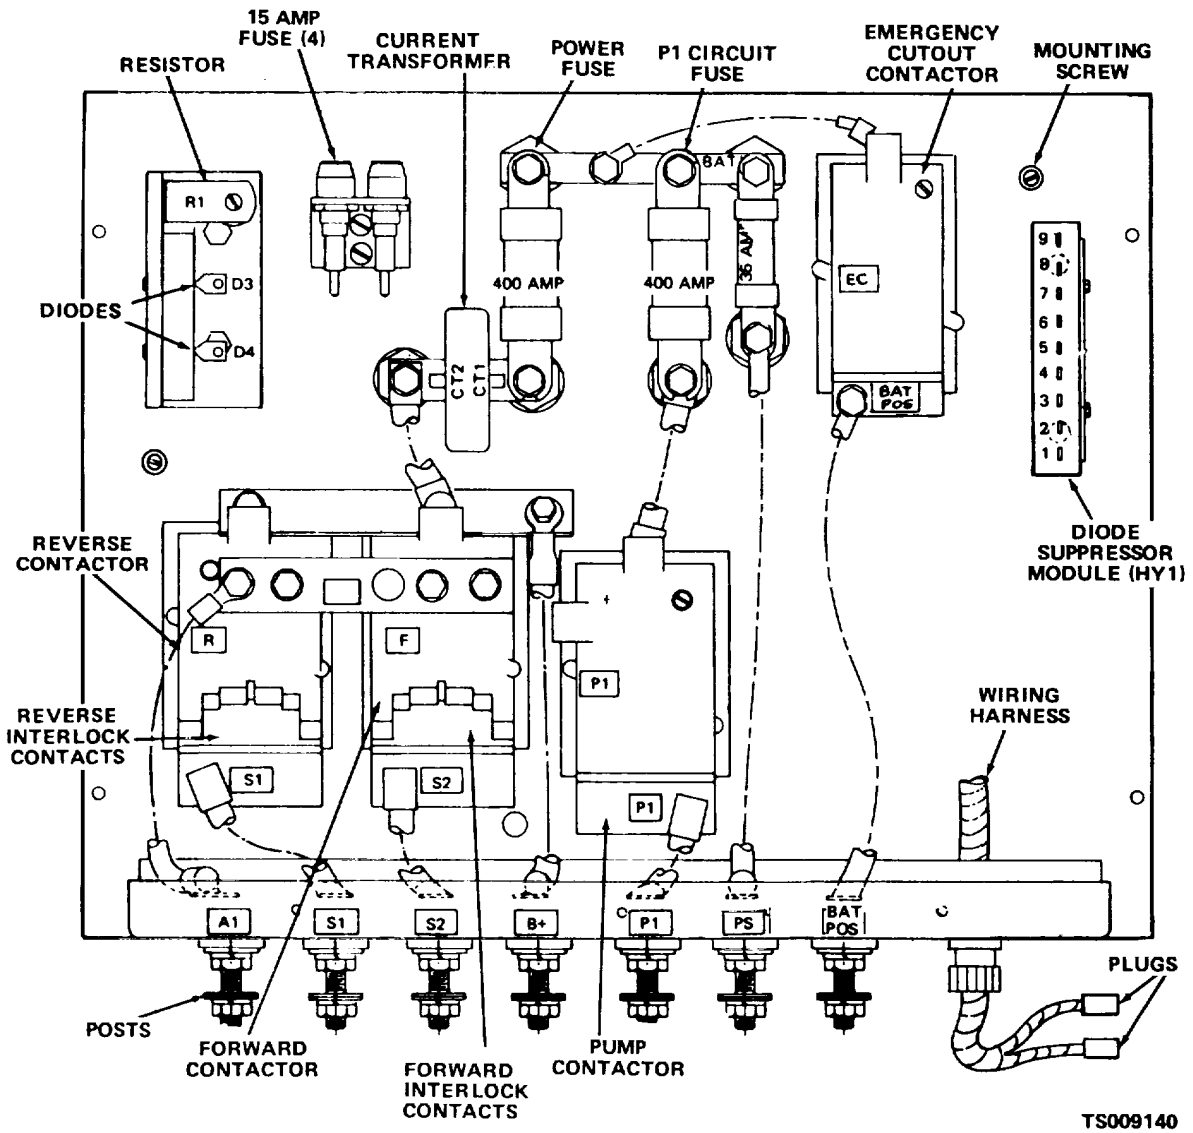 15 AMP
FUSE (4)
CURRENT
TRANSFORMER
POWER
FUSE
P1 CIRCUIT
FUSE
EMERGENCY
CUTOUT
CONTACTOR
MOUNTING
SCREW
RESISTOR
R1
BAT
400 AMP
400 AMP
EC
DIODES
D3
D4
CT2
CT1
BAT
POS
9
8
7
6
5
4
3
2
1
DIODE
SUPPRESSOR
MODULE (HY1)
REVERSE
CONTACTOR
R
F
P1
REVERSE
INTERLOCK
CONTACTS
S1
S2
P1
WIRING
HARNESS
A1
S1
S2
B+
P1
PS
BAT
POS
POSTS
FORWARD
CONTACTOR
FORWARD
INTERLOCK
CONTACTS
PUMP
CONTACTOR
PLUGS
TS009140